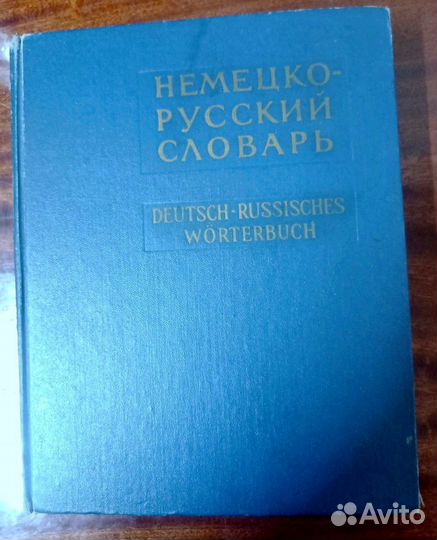 НЕМЕЦКО-
РУССКИЙ
СЛОВАРЬ
DEUTSCH-RUSSISCHES
WÖRTERBUCH
Avito